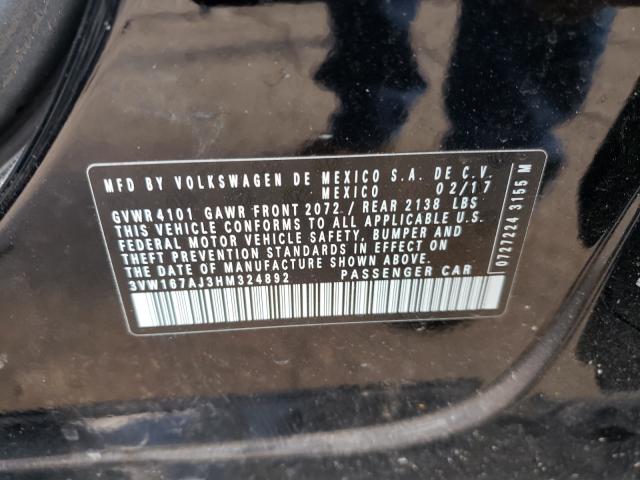 MFD BY VOLKSWAGEN DE MEXICO S.A. DE C.V.
MEXICO 02/17
GVWR4101 GAWR FRONT 2072 / REAR 2138 LBS
THIS VEHICLE CONFORMS TO ALL APPLICABLE U.S.
FEDERAL MOTOR VEHICLE SAFETY, BUMPER AND
THEFT PREVENTION STANDARDS IN EFFECT ON
THE DATE OF MANUFACTURE SHOWN ABOVE.
3VW167AJ3HM324892 PASSENGER CAR
0727224 3155 M